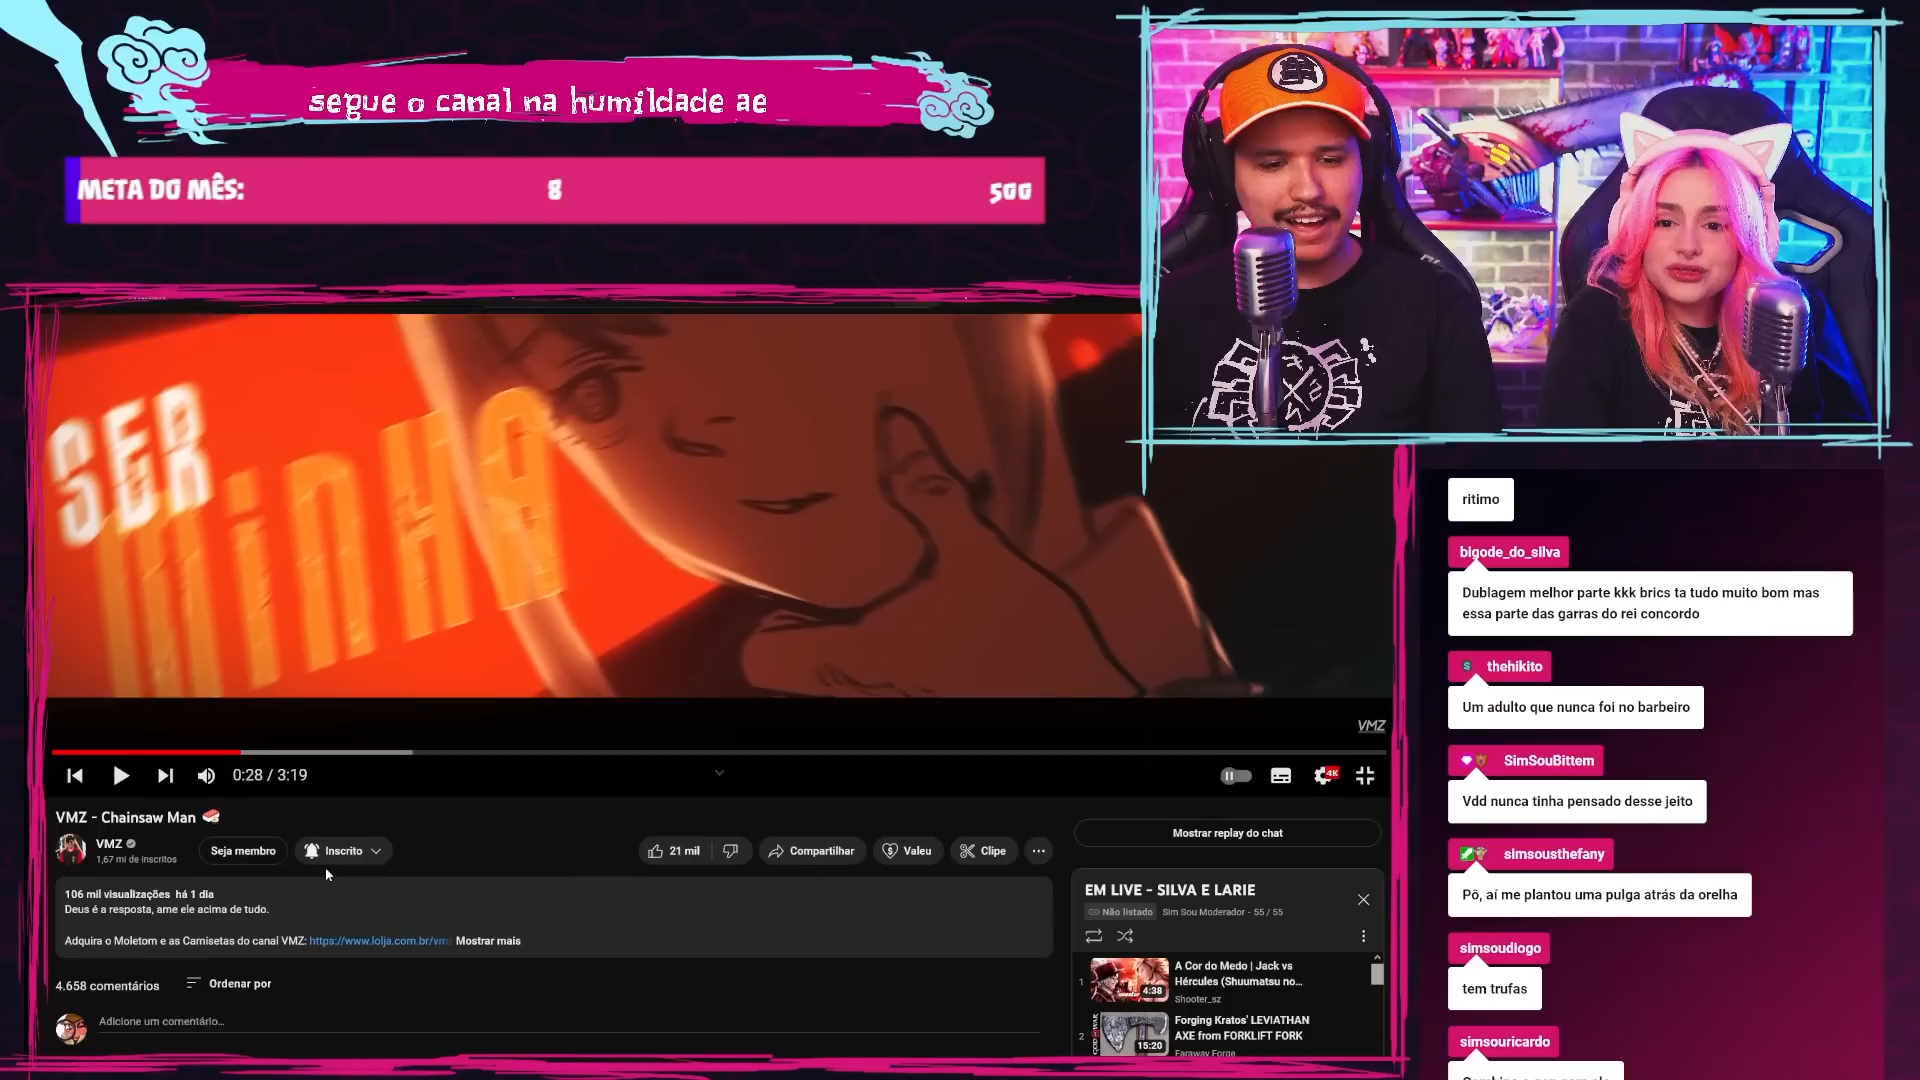 segue o canal na humildade ae
META DO MÊS: 8 500
SER
MinHA
VMZ
0:28 / 3:19
4K
VMZ - Chainsaw Man 🍣
VMZ
1,67 mi de inscritos
Seja membro
Inscrito
21 mil
Compartilhar
Valeu
Clipe
106 mil visualizações há 1 dia
Deus é a resposta, ame ele acima de tudo.
Adquira o Moletom e as Camisetas do canal VMZ: https://www.lolja.com.br/vm Mostrar mais
4.658 comentários
Ordenar por
Adicione um comentário...
Mostrar replay do chat
EM LIVE - SILVA E LARIE
Não listado Sim Sou Moderador - 55 / 55
1
4:38
A Cor do Medo | Jack vs
Hércules (Shuumatsu no...
Shooter_sz
2
15:20
Forging Kratos' LEVIATHAN
AXE from FORKLIFT FORK
Faraway Forge
ritimo
bigode_do_silva
Dublagem melhor parte kkk brics ta tudo muito bom mas
essa parte das garras do rei concordo
thehikito
Um adulto que nunca foi no barbeiro
SimSouBittem
Vdd nunca tinha pensado desse jeito
simsousthefany
Pô, aí me plantou uma pulga atrás da orelha
simsoudiogo
tem trufas
simsouricardo